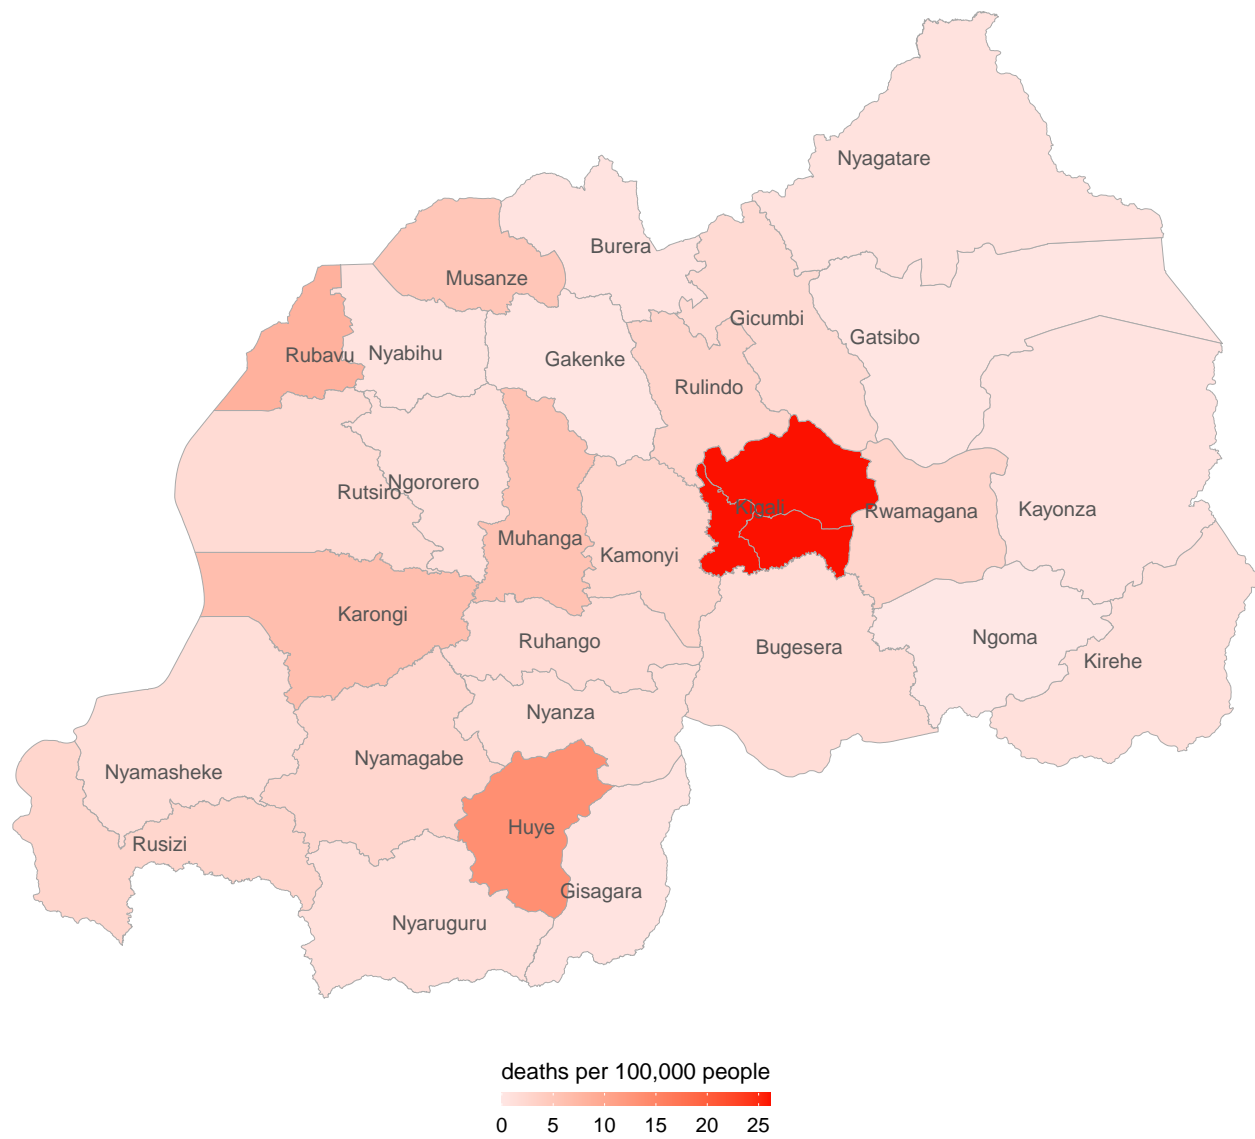 Nyagatare
Burera
Musanze
Gicumbi
Gatsibo
Rubavu
Nyabihu
Gakenke
Rulindo
Rutsiro
Ngororero
Kigali
Rwamagana
Kayonza
Muhanga
Kamonyi
Karongi
Ruhango
Bugesera
Ngoma
Kirehe
Nyanza
Nyamasheke
Nyamagabe
Rusizi
Huye
Gisagara
Nyaruguru
deaths per 100,000 people
0 5 10 15 20 25